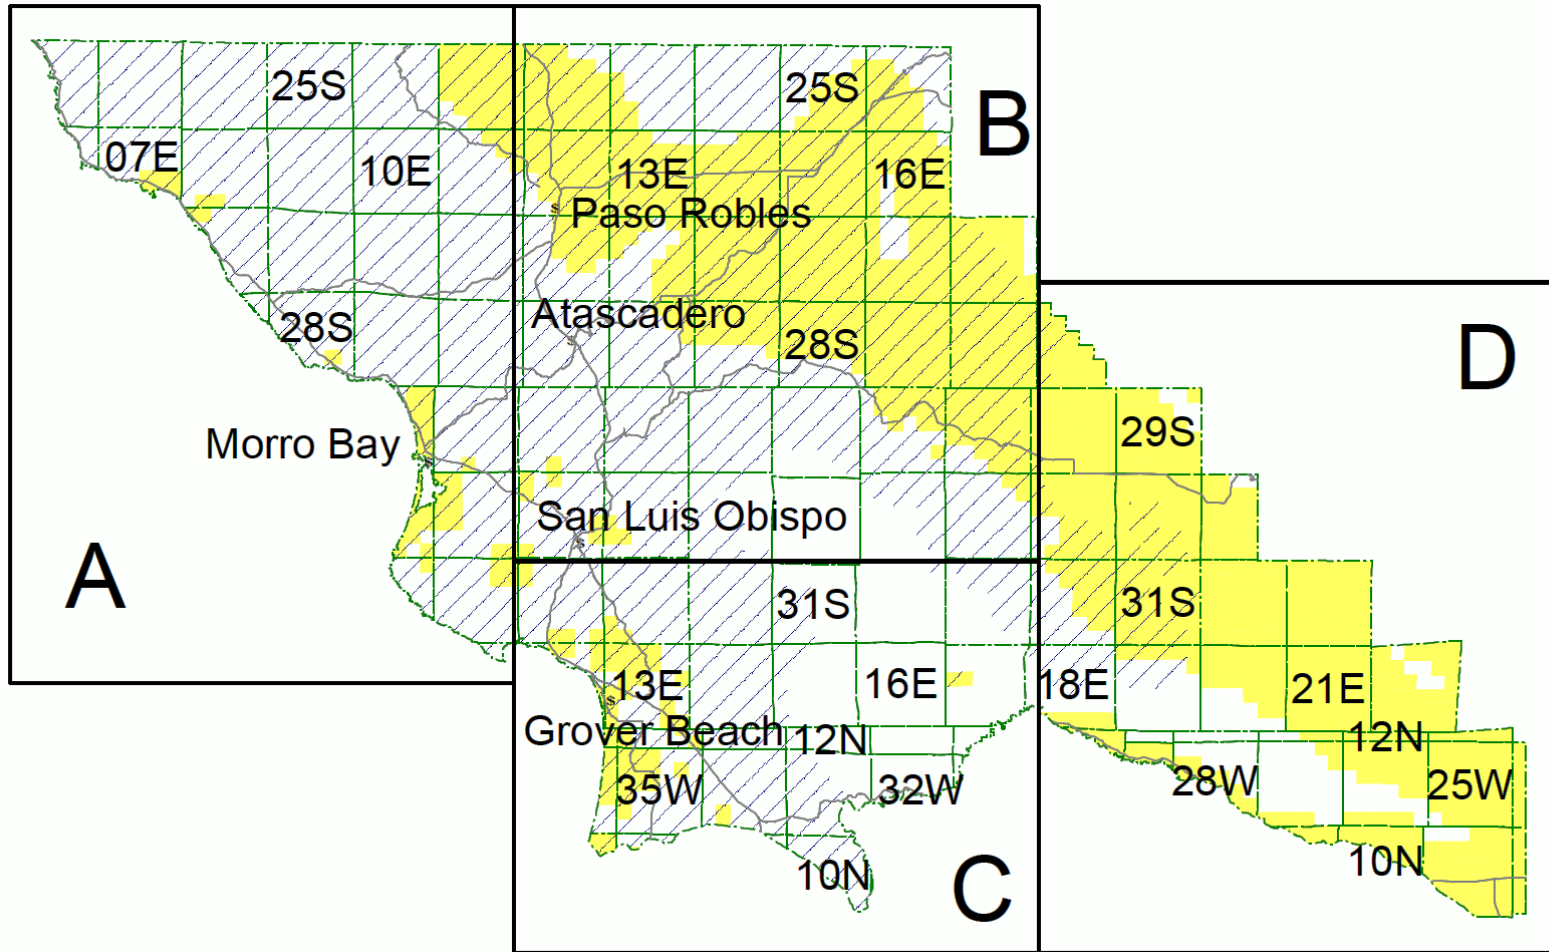 25S
25S
B
07E
10E
13E
16E
Paso Robles
Atascadero
28S
28S
D
Morro Bay
29S
San Luis Obispo
A
31S
31S
13E
16E
18E
21E
Grover Beach
12N
12N
35W
32W
28W
25W
10N
C
10N